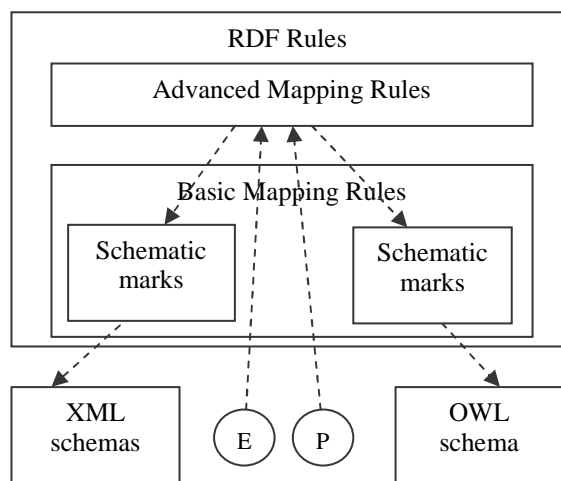 RDF Rules
Advanced Mapping Rules
Basic Mapping Rules
Schematic
marks
Schematic
marks
XML
schemas
E
P
OWL
schema